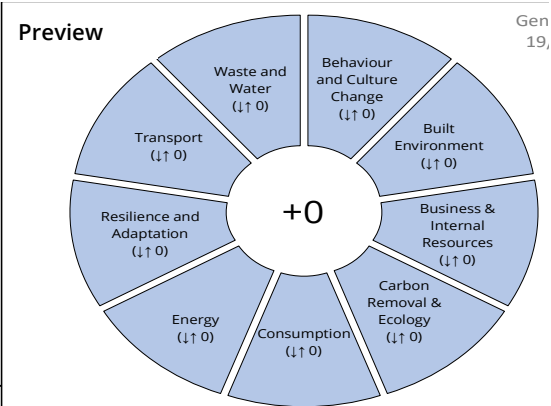 Preview
Gen
19/
Waste and
Water
(↓↑ 0)
Behaviour
and Culture
Change
(↓↑ 0)
Built
Environment
(↓↑ 0)
Business &
Internal
Resources
(↓↑ 0)
Carbon
Removal &
Ecology
(↓↑ 0)
Consumption
(↓↑ 0)
Energy
(↓↑ 0)
Resilience and
Adaptation
(↓↑ 0)
Transport
(↓↑ 0)
+0